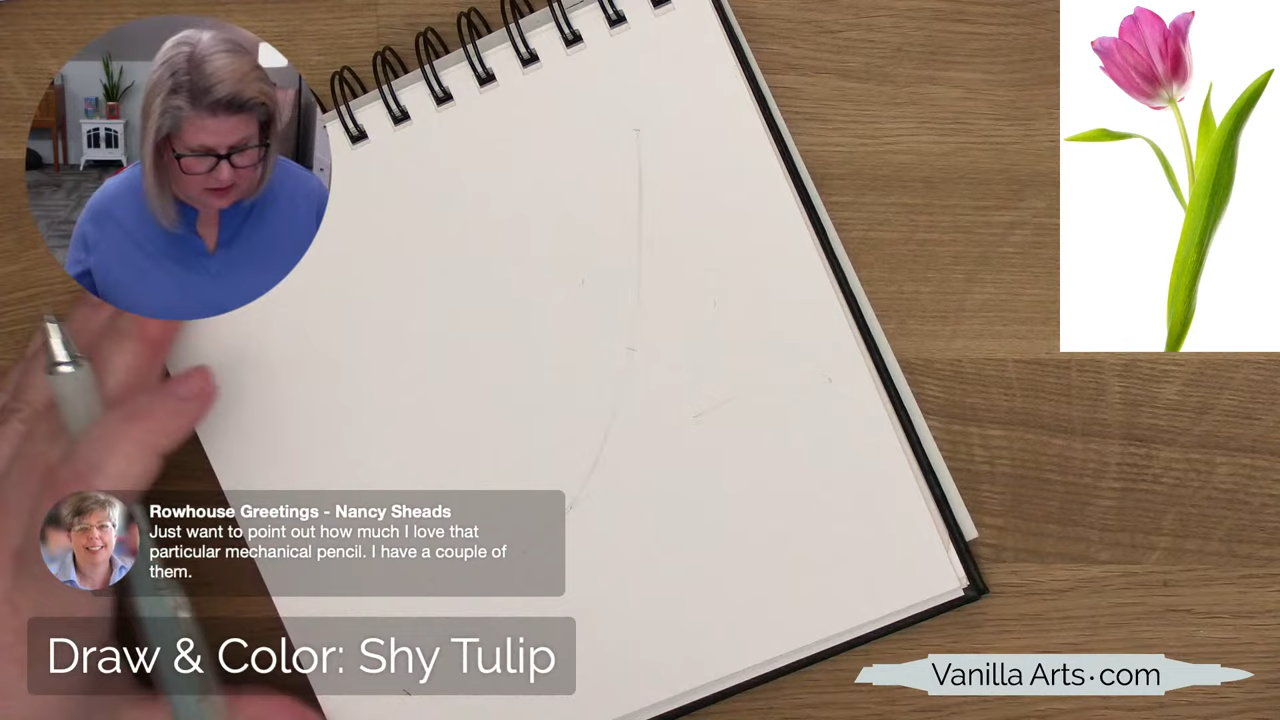 Rowhouse Greetings - Nancy Sheads
Just want to point out how much I love that
particular mechanical pencil. I have a couple of
them.
Draw & Color: Shy Tulip
Vanilla Arts•com